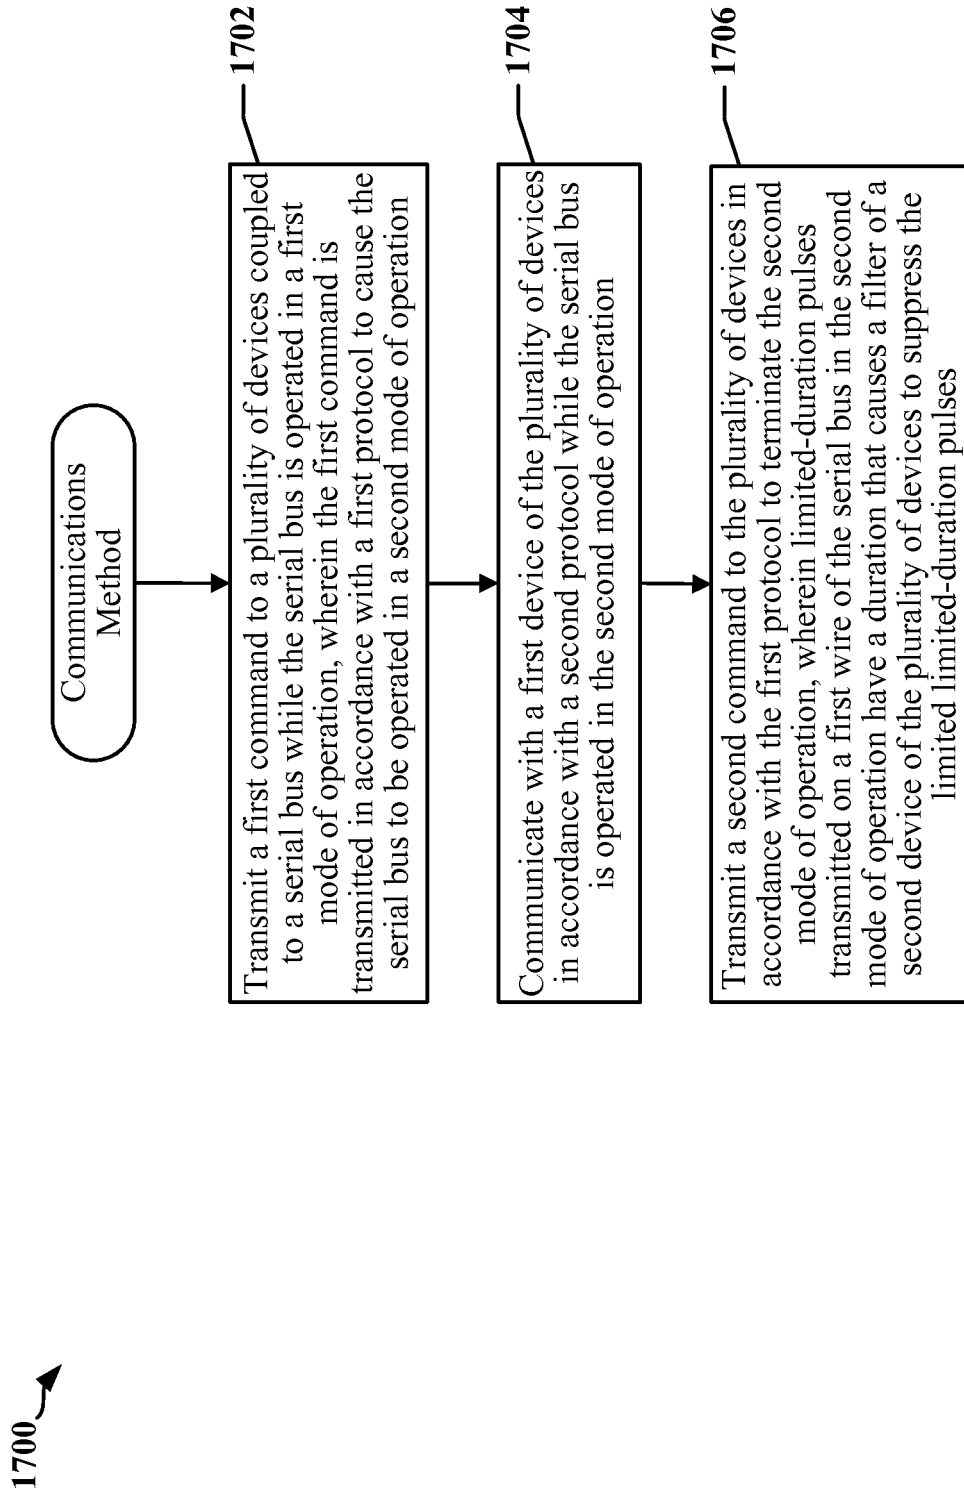 1700
Communications
Method
1702
Transmit a first command to a plurality of devices coupled
to a serial bus while the serial bus is operated in a first
mode of operation, wherein the first command is
transmitted in accordance with a first protocol to cause the
serial bus to be operated in a second mode of operation
1704
Communicate with a first device of the plurality of devices
in accordance with a second protocol while the serial bus
is operated in the second mode of operation
1706
Transmit a second command to the plurality of devices in
accordance with the first protocol to terminate the second
mode of operation, wherein limited-duration pulses
transmitted on a first wire of the serial bus in the second
mode of operation have a duration that causes a filter of a
second device of the plurality of devices to suppress the
limited limited-duration pulses